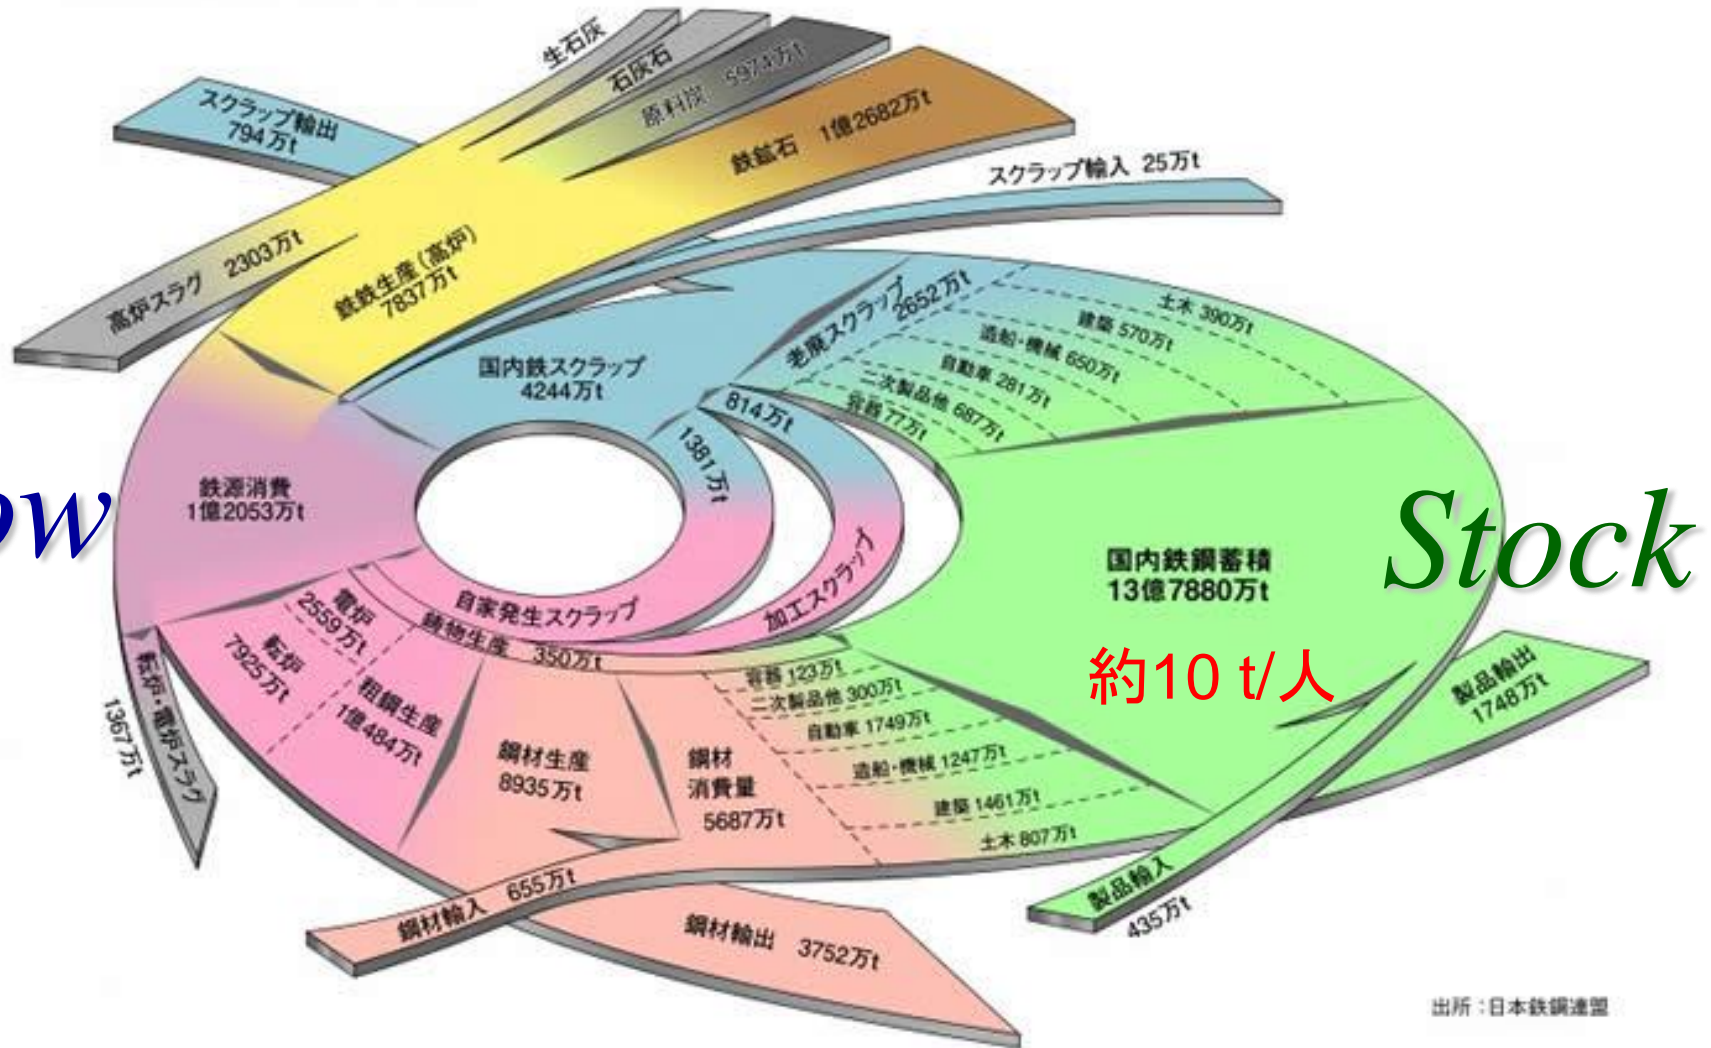 生石灰
石灰石
原料炭 5974万t
鉄鉱石 1億2682万t
スクラップ輸出
794万t
スクラップ輸入 25万t
高炉スラグ 2303万t
銑鉄生産(高炉)
7837万t
国内鉄スクラップ
4244万t
老廃スクラップ
2652万t
土木 390万t
建築 570万t
造船・機械 650万t
自動車 281万t
二次製品他 687万t
容器 77万t
814万t
1381万t
鉄源消費
1億2053万t
ow
Stock
国内鉄鋼蓄積
13億7880万t
約10 t/人
自家発生スクラップ
加工スクラップ
電炉
2559万t
転炉
7925万t
鋳物生産 350万t
粗鋼生産
1億484万t
転炉・電炉スラグ
1367万t
鋼材生産
8935万t
鋼材
消費量
5687万t
容器 123万t
二次製品他 300万t
自動車 1749万t
造船・機械 1247万t
建築 1461万t
土木 807万t
製品輸出
1748万t
製品輸入
435万t
鋼材輸入 655万t
鋼材輸出 3752万t
出所：日本鉄鋼連盟